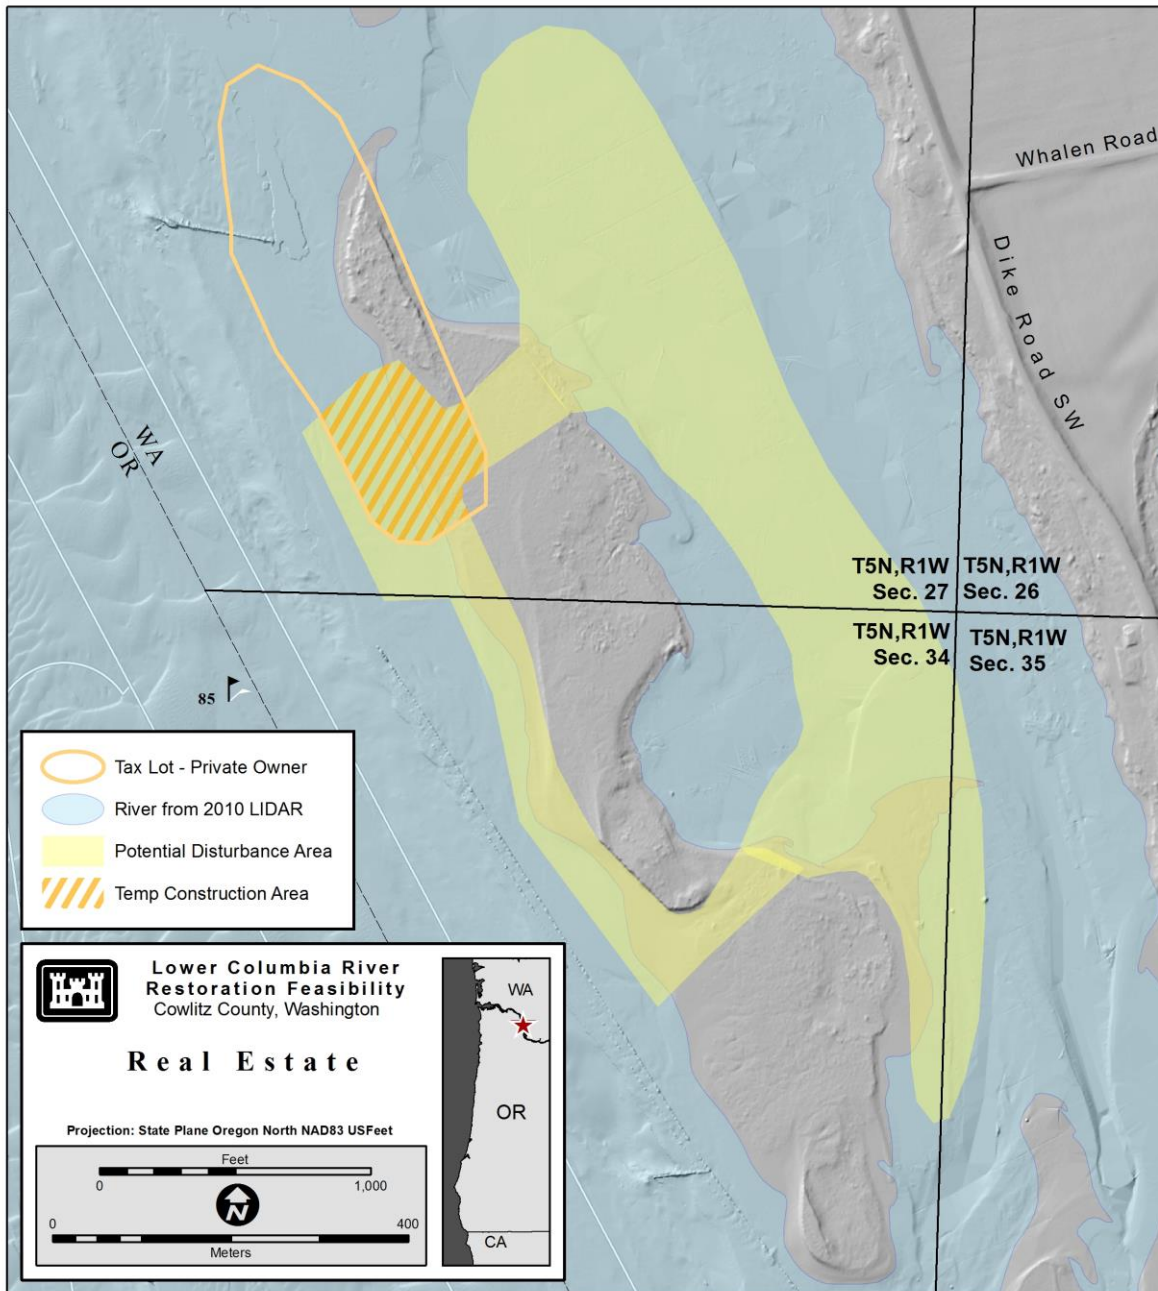 Whalen Road
Dike Road SW
WA
OR
T5N,R1W
Sec. 27
T5N,R1W
Sec. 26
T5N,R1W
Sec. 34
T5N,R1W
Sec. 35
85
Tax Lot - Private Owner
River from 2010 LIDAR
Potential Disturbance Area
Temp Construction Area
Lower Columbia River
Restoration Feasibility
Cowlitz County, Washington
Real Estate
Projection: State Plane Oregon North NAD83 USFeet
Feet
0 1,000
N
0 400
Meters
WA
OR
CA